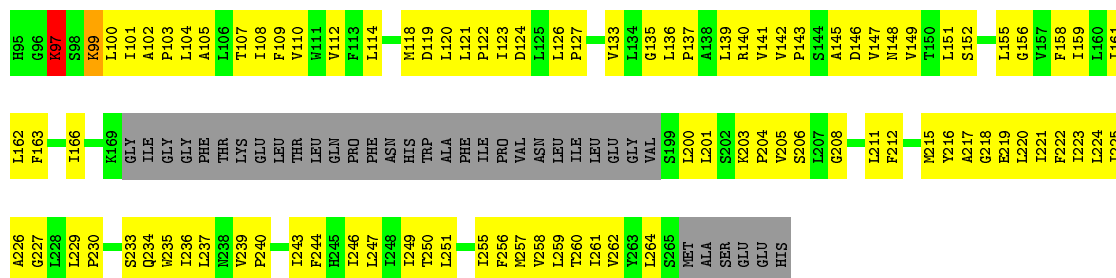 H95 G96 K97 S98 K99 L100 I101 A102 P103 L104 A105 L106 T107 I108 F109 V110 W111 V112 F113 L114 M118 D119 L120 L121 P122 I123 D124 L125 L126 P127 V133 L134 G135 L136 P137 A138 L139 R140 V141 V142 P143 S144 A145 D146 V147 N148 V149 T150 L151 S152 L155 G156 V157 F158 I159 L160 I161
L162 F163 I166 K169 GLY ILE GLY GLY PHE THR LYS GLU LEU THR LEU GLN PRO PHE ASN HIS TRP ALA PHE ILE PRO VAL ASN LEU ILE LEU GLU GLY VAL S199 L200 L201 S202 K203 P204 V205 S206 L207 G208 L211 F212 M215 Y216 A217 G218 E219 L220 I221 F222 I223 L224 I225
A226 G227 L228 L229 P230 S233 Q234 W235 I236 L237 N238 V239 P240 I243 F244 H245 I246 L247 I248 I249 T250 L251 I255 F256 M257 V258 L259 T260 I261 V262 Y263 L264 S265 MET ALA SER GLU GLU HIS